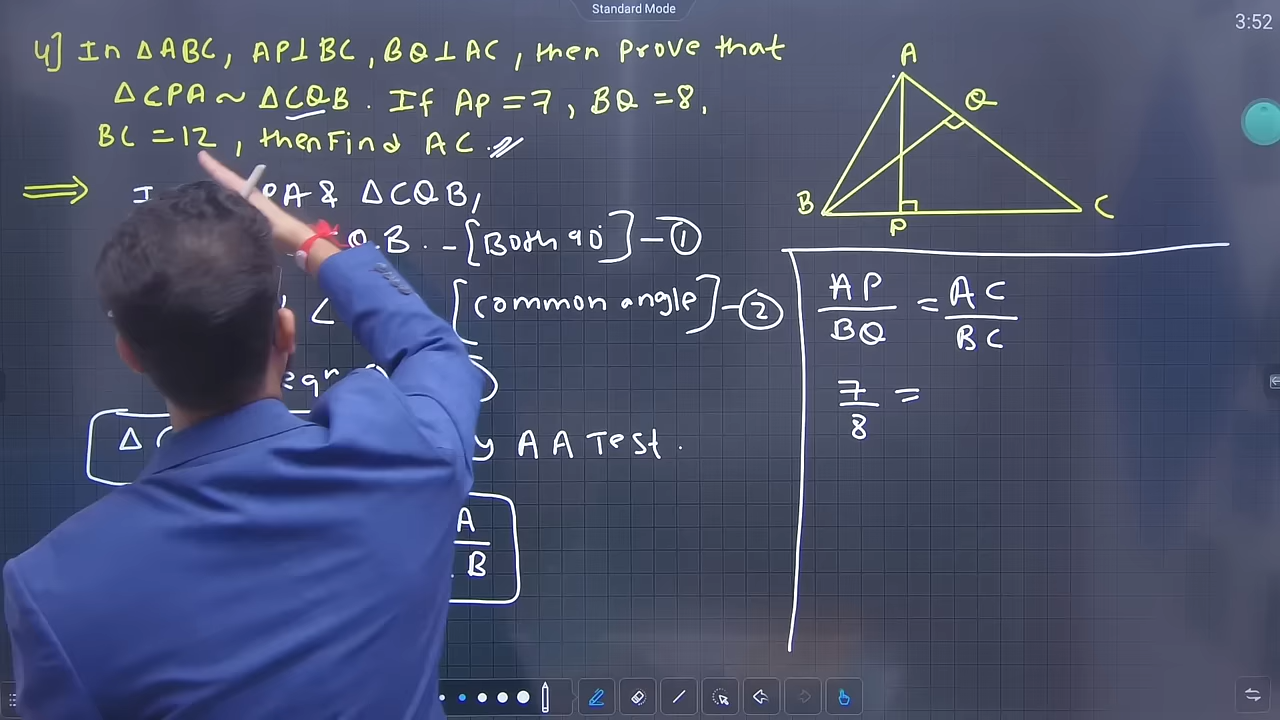 Standard Mode
3:52
4] In ΔABC, AP⊥BC, BQ⊥AC, then prove that
ΔCPA ~ ΔCQB. If AP = 7, BQ = 8,
BC = 12, then Find AC.
A
Q
B
P
C
PA & ΔCQB,
QB. - [Both 90°] - ①
∠ [common angle] - ②
eqⁿ
Δ AA Test.
A
B
AP/BQ = AC/BC
7/8 =